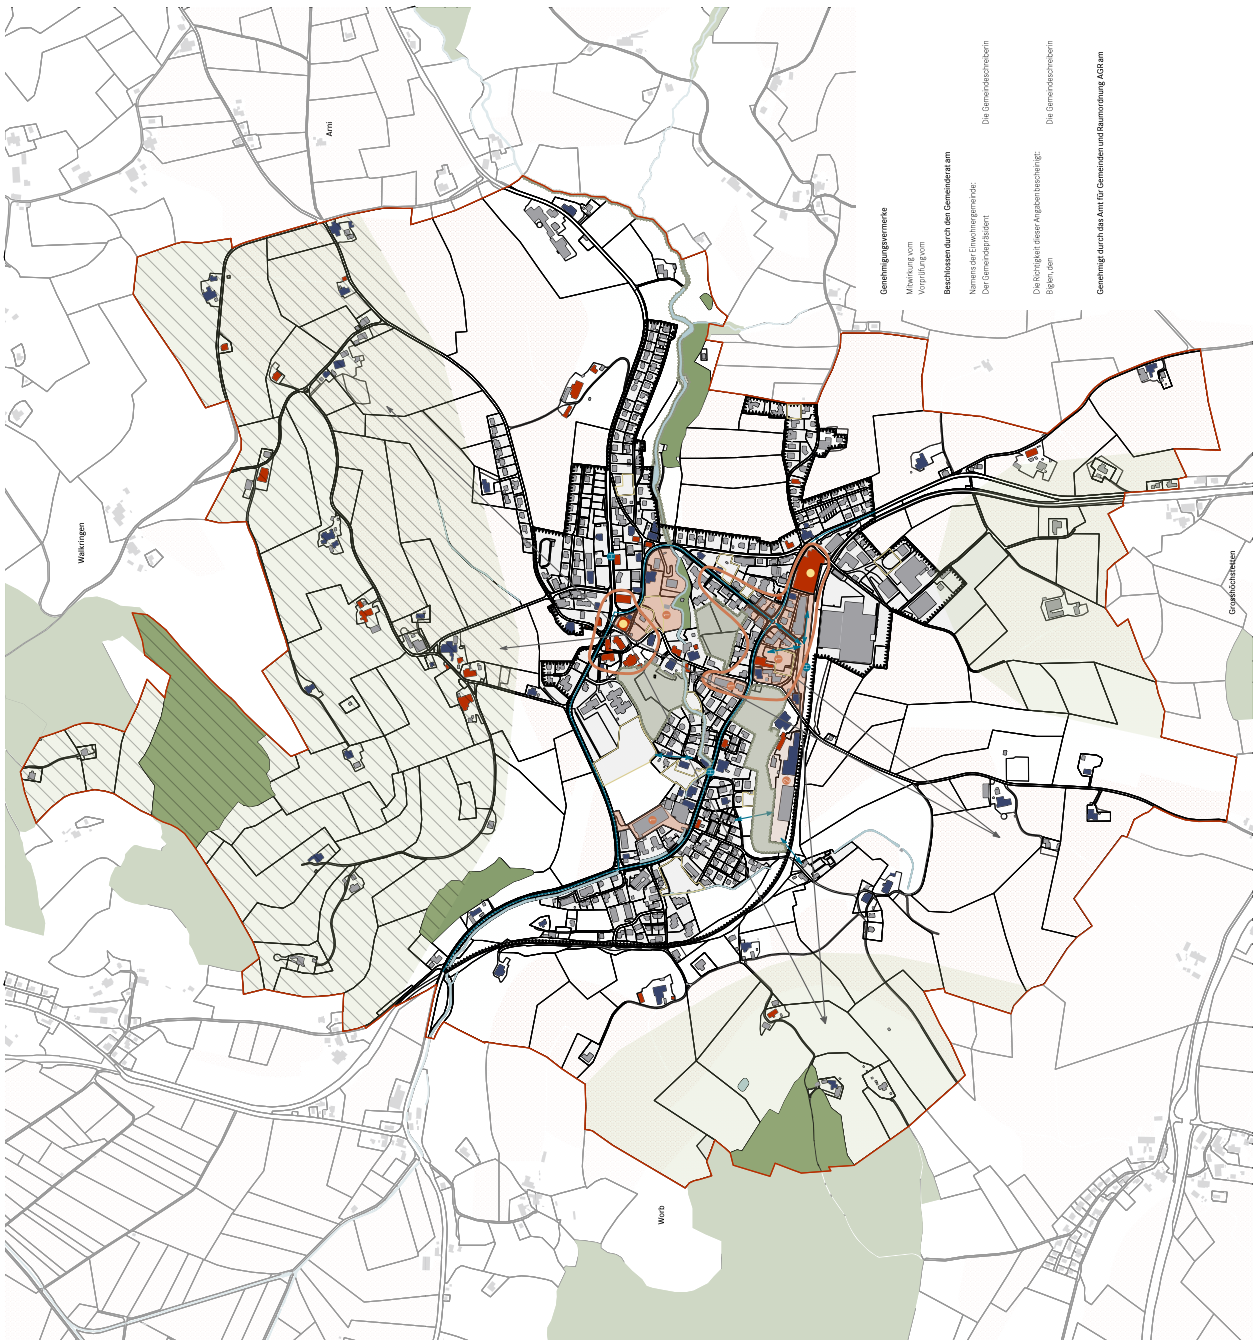 Genehmigungsvermerke
Mitwirkung vom
Vorprüfung vom
Beschlossen durch den Gemeinderat am
Namens der Einwohnergemeinde:
Der Gemeindepräsident
Die Gemeindeschreiberin
Die Richtigkeit dieser Angaben bescheinigt:
Biglen, den
Die Gemeindeschreiberin
Genehmigt durch das Amt für Gemeinden und Raumordnung AGR am
Arni
Walkringen
Grosshöchstetten
Worb